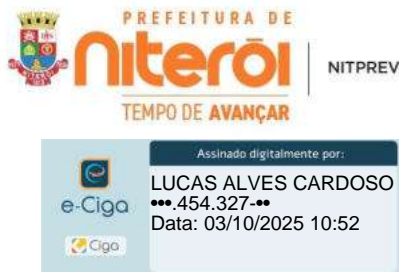 PREFEITURA DE
Niterói
NITPREV
TEMPO DE AVANÇAR
Assinado digitalmente por:
e-Ciga
LUCAS ALVES CARDOSO
•••.454.327-••
Data: 03/10/2025 10:52
Ciga